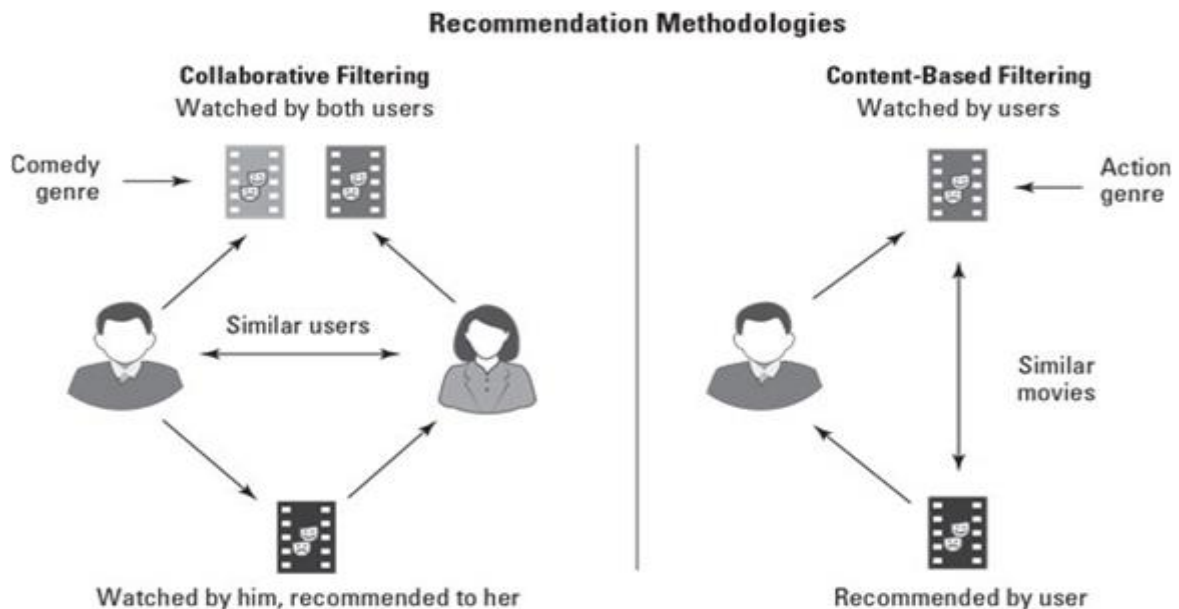 Recommendation Methodologies
Collaborative Filtering
Watched by both users
Comedy
genre
Similar users
Watched by him, recommended to her
Content-Based Filtering
Watched by users
Action
genre
Similar
movies
Recommended by user